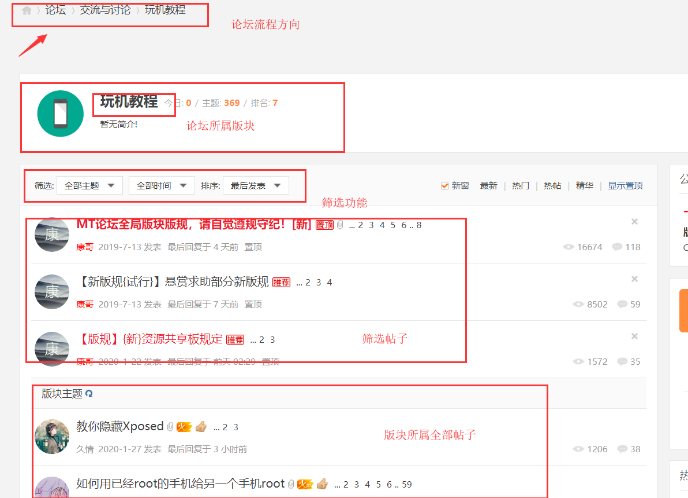 论坛 › 交流与讨论 › 玩机教程
论坛流程方向
玩机教程 今日: 0 / 主题: 369 / 排名: 7
暂无简介!
论坛所属版块
筛选: 全部主题 全部时间 排序: 最后发表
新窗 最新 | 热门 | 热帖 | 精华 | 显示置顶
筛选功能
MT论坛全局版块版规，请自觉遵规守纪！[新] 置顶 ... 2 3 4 5 6 .. 8
康哥 2019-7-13 发表 最后回复于 4 天前 置顶
16674 118
【新版规{试行}】悬赏求助部分新版规 推荐 ... 2 3 4
康哥 2019-7-13 发表 最后回复于 7 天前 置顶
8502 59
【版规】{新}资源共享板规定 推荐 ... 2 3
筛选帖子
康哥 2020-1-22 发表 最后回复于 前天 02:29 置顶
1572 35
版块主题
教你隐藏Xposed 火 ... 2 3
版块所属全部帖子
久情 2020-1-27 发表 最后回复于 3 小时前
1206 38
如何用已经root的手机给另一个手机root 火 ... 2 3 4 5 6 .. 59